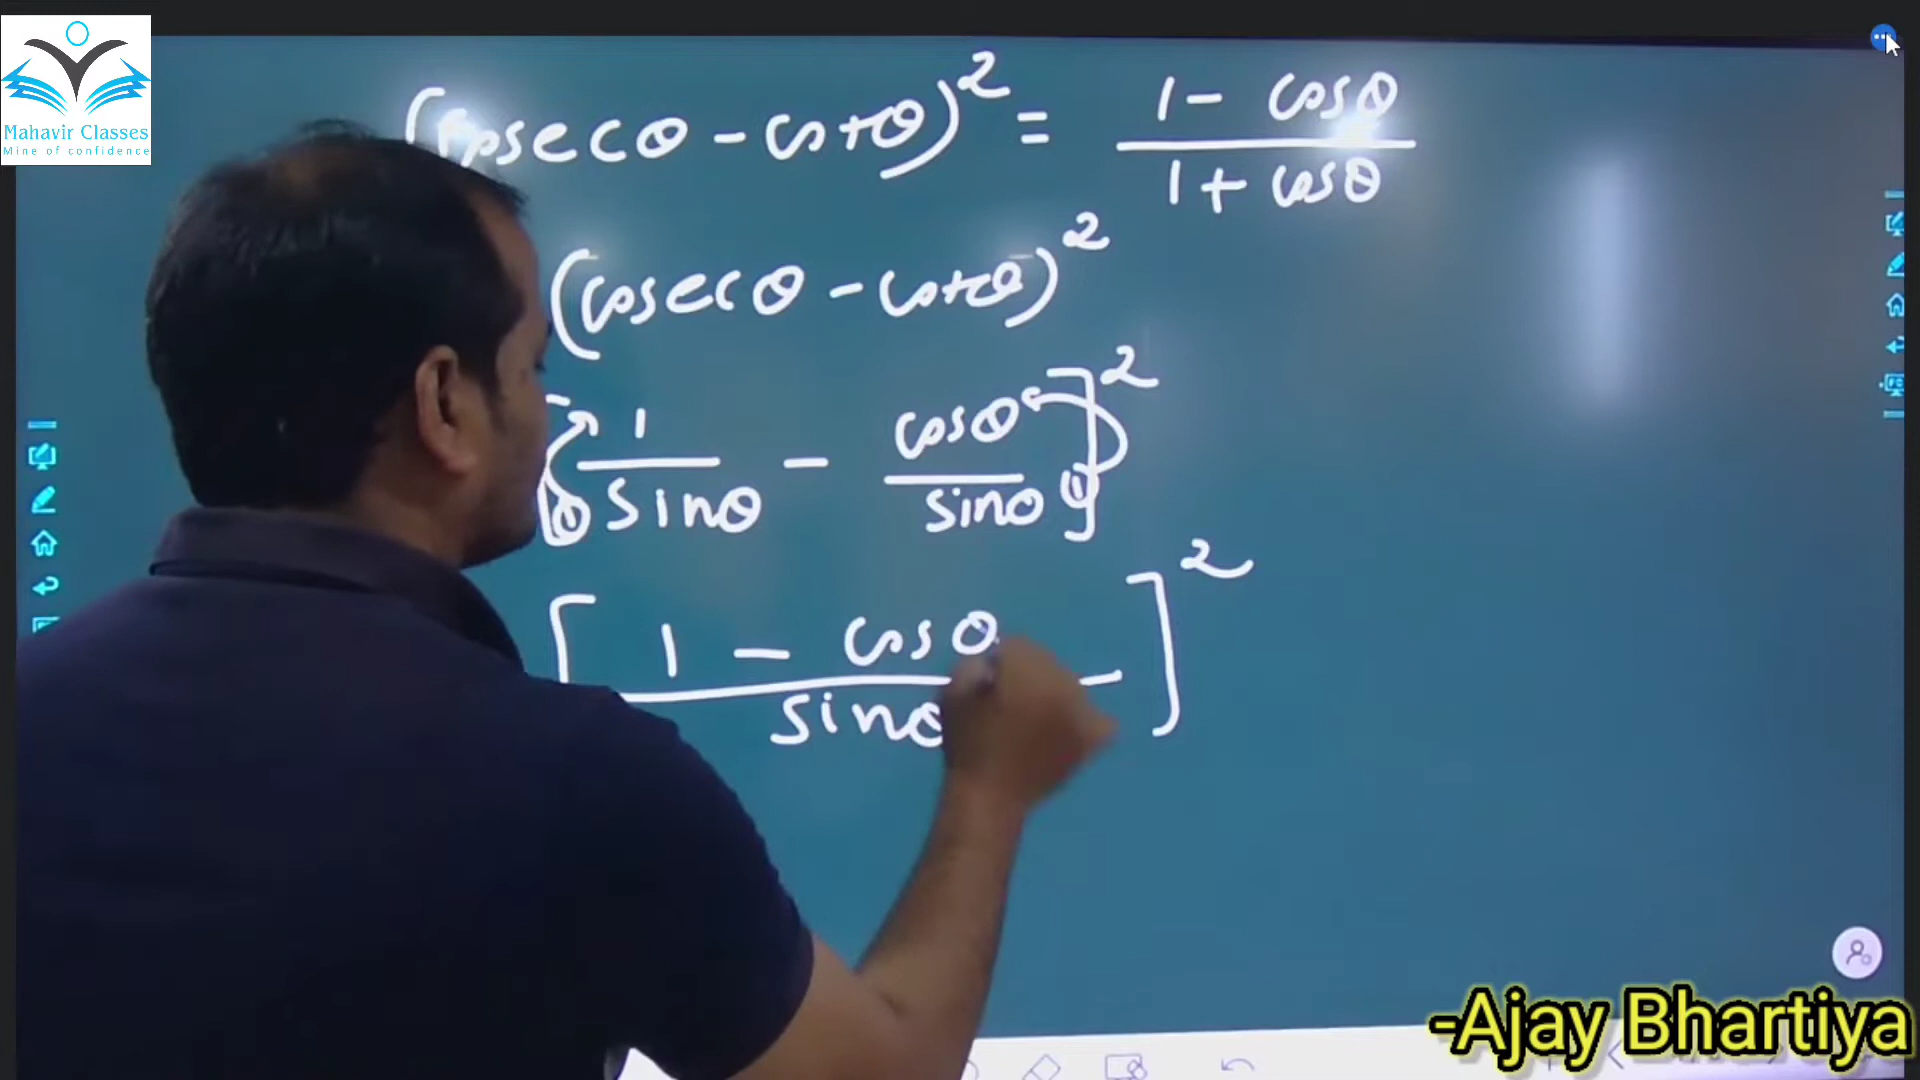 Mahavir Classes
Mine of confidence
(cosecθ - cotθ)² = (1 - cosθ)/(1 + cosθ)
(cosecθ - cotθ)²
[1/sinθ - cosθ/sinθ]²
[(1 - cosθ)/sinθ]²
-Ajay Bhartiya